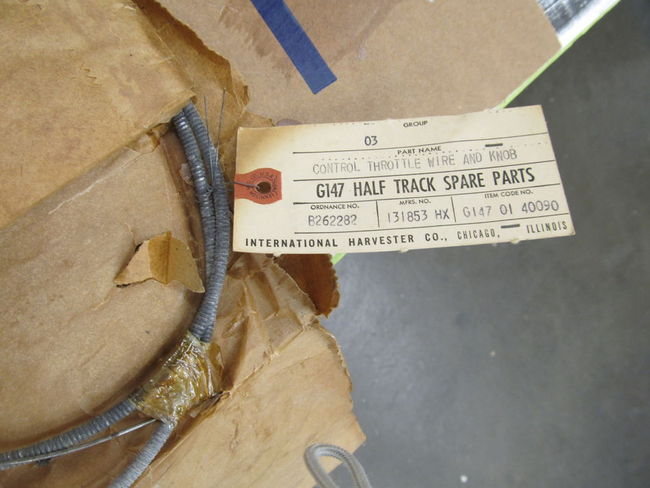 GROUP
03
PART NAME
CONTROL THROTTLE WIRE AND KNOB
G147 HALF TRACK SPARE PARTS
ORDNANCE NO. MFRS. NO. ITEM CODE NO.
B262282 131853 HX G147 01 40090
INTERNATIONAL HARVESTER CO., CHICAGO, ILLINOIS